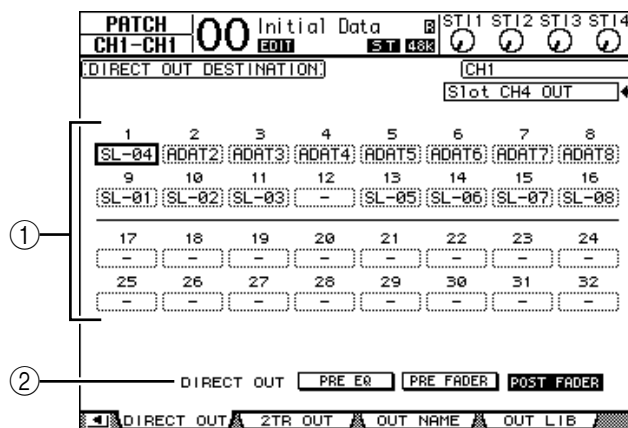 PATCH
CH1-CH1
00
Initial Data
EDIT
ST
48k
ST11 ST12 ST13 ST14
DIRECT OUT DESTINATION
CH1
Slot CH4 OUT
1 2 3 4 5 6 7 8
SL-04 ADAT2 ADAT3 ADAT4 ADAT5 ADAT6 ADAT7 ADAT8
9 10 11 12 13 14 15 16
SL-01 SL-02 SL-03 - SL-05 SL-06 SL-07 SL-08
17 18 19 20 21 22 23 24
- - - - - - - -
25 26 27 28 29 30 31 32
- - - - - - - -
1
2
DIRECT OUT PRE EQ PRE FADER POST FADER
DIRECT OUT 2TR OUT OUT NAME OUT LIB